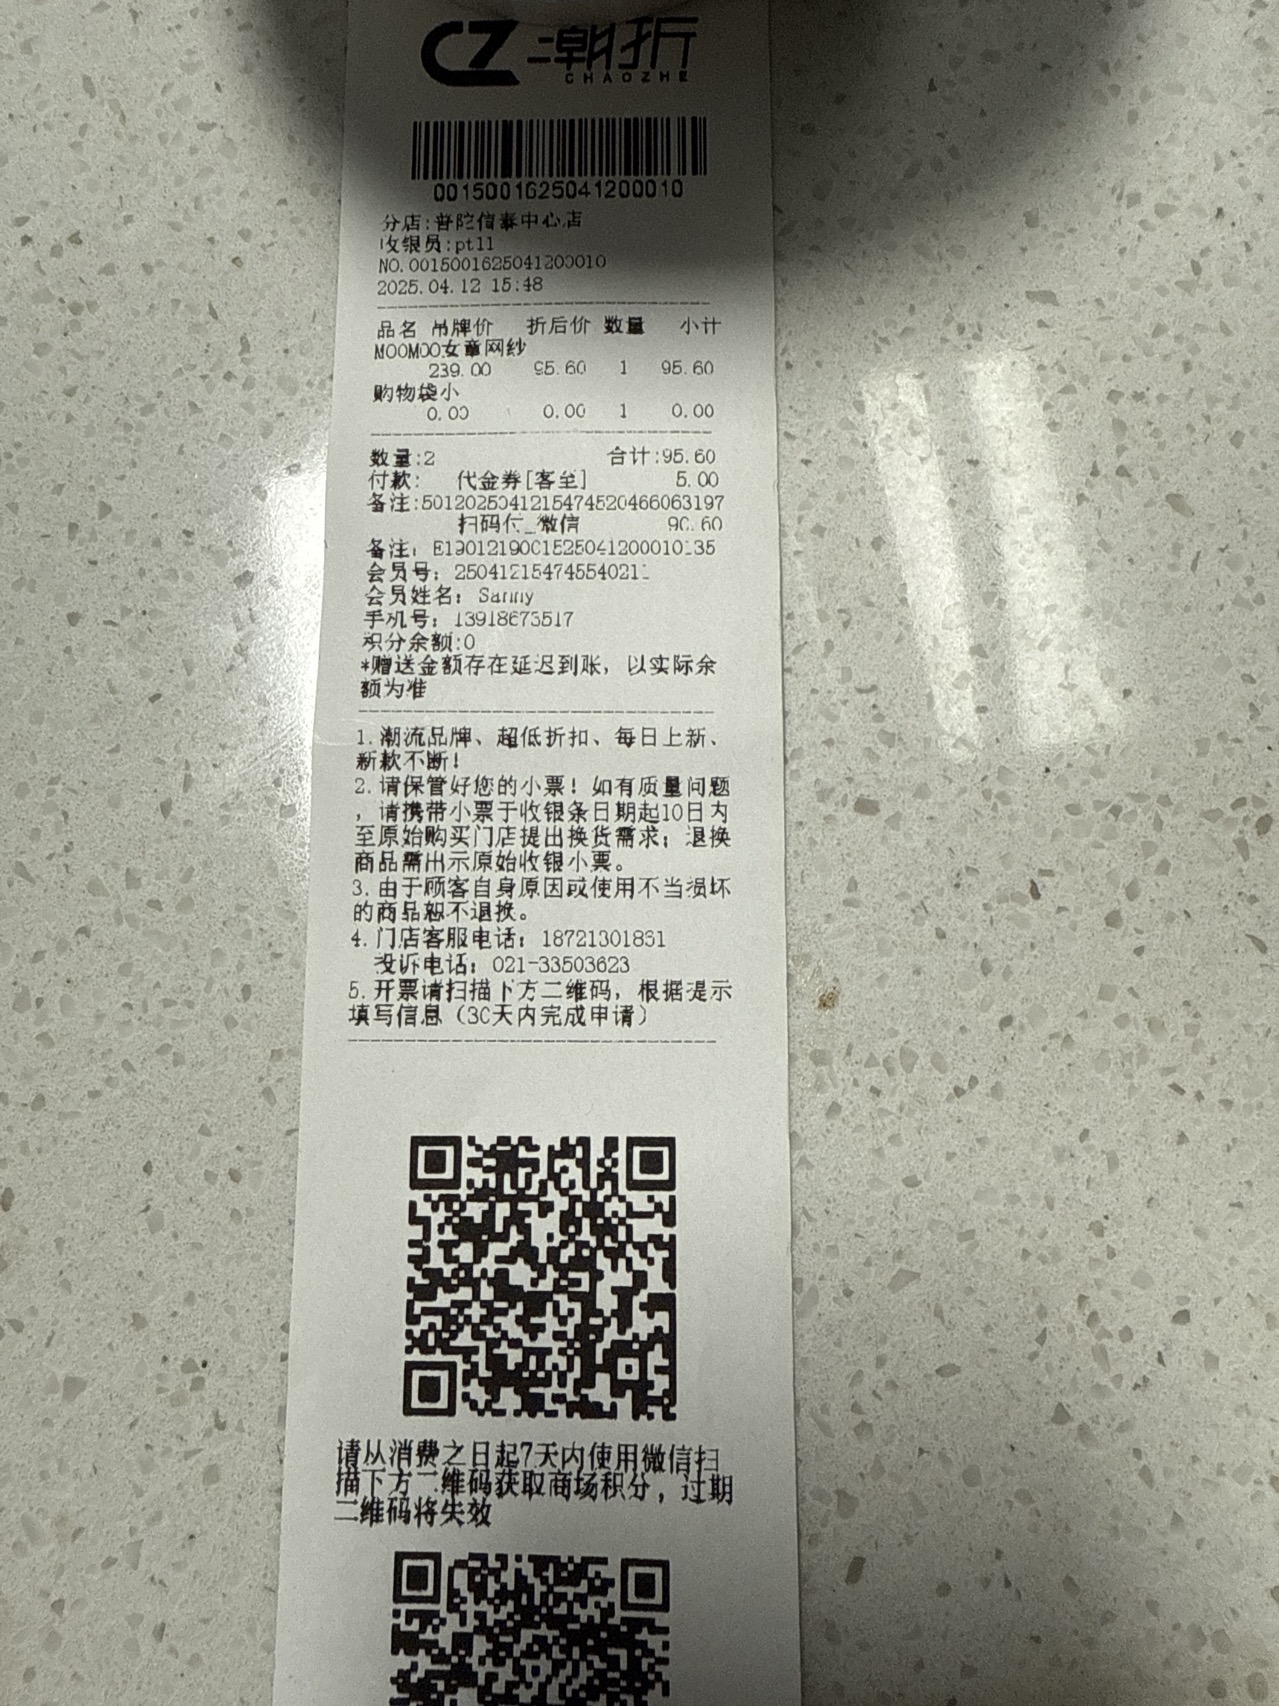 CZ 潮折
CHAOZHE
0015001625041200010
分店:普陀信泰中心店
收银员:pt11
NO.0015001625041200010
2025.04.12 15:48
品名 吊牌价 折后价 数量 小计
MOOMOO女童网纱
239.00 95.60 1 95.60
购物袋小
0.00 0.00 1 0.00
数量:2 合计:95.60
付款: 代金券[客至] 5.00
备注:5012025041215474520466063197
扫码付_微信 90.60
备注: E1901219001525041200010135
会员号: 250412154745540211
会员姓名: Sanny
手机号: 13918673517
积分余额:0
*赠送金额存在延迟到账, 以实际余
额为准
1.潮流品牌、超低折扣、每日上新、
新款不断!
2.请保管好您的小票! 如有质量问题
, 请携带小票于收银条日期起10日内
至原始购买门店提出换货需求; 退换
商品需出示原始收银小票。
3.由于顾客自身原因或使用不当损坏
的商品恕不退换。
4.门店客服电话: 18721301831
投诉电话: 021-33503623
5.开票请扫描下方二维码, 根据提示
填写信息 (30天内完成申请)
请从消费之日起7天内使用微信扫
描下方二维码获取商场积分, 过期
二维码将失效